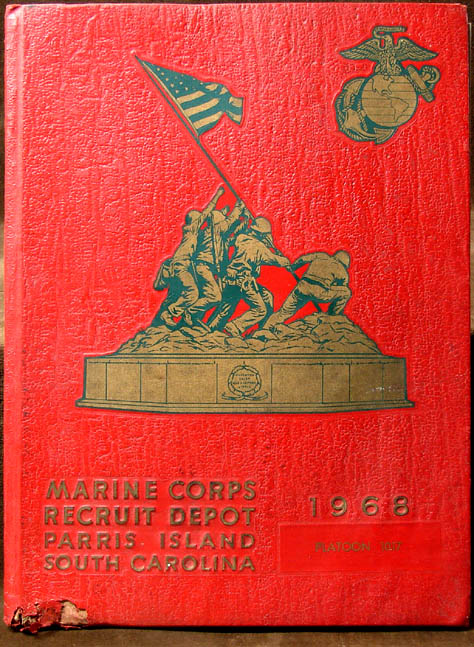 MARINE CORPS
RECRUIT DEPOT
PARRIS ISLAND
SOUTH CAROLINA
1968
PLATOON